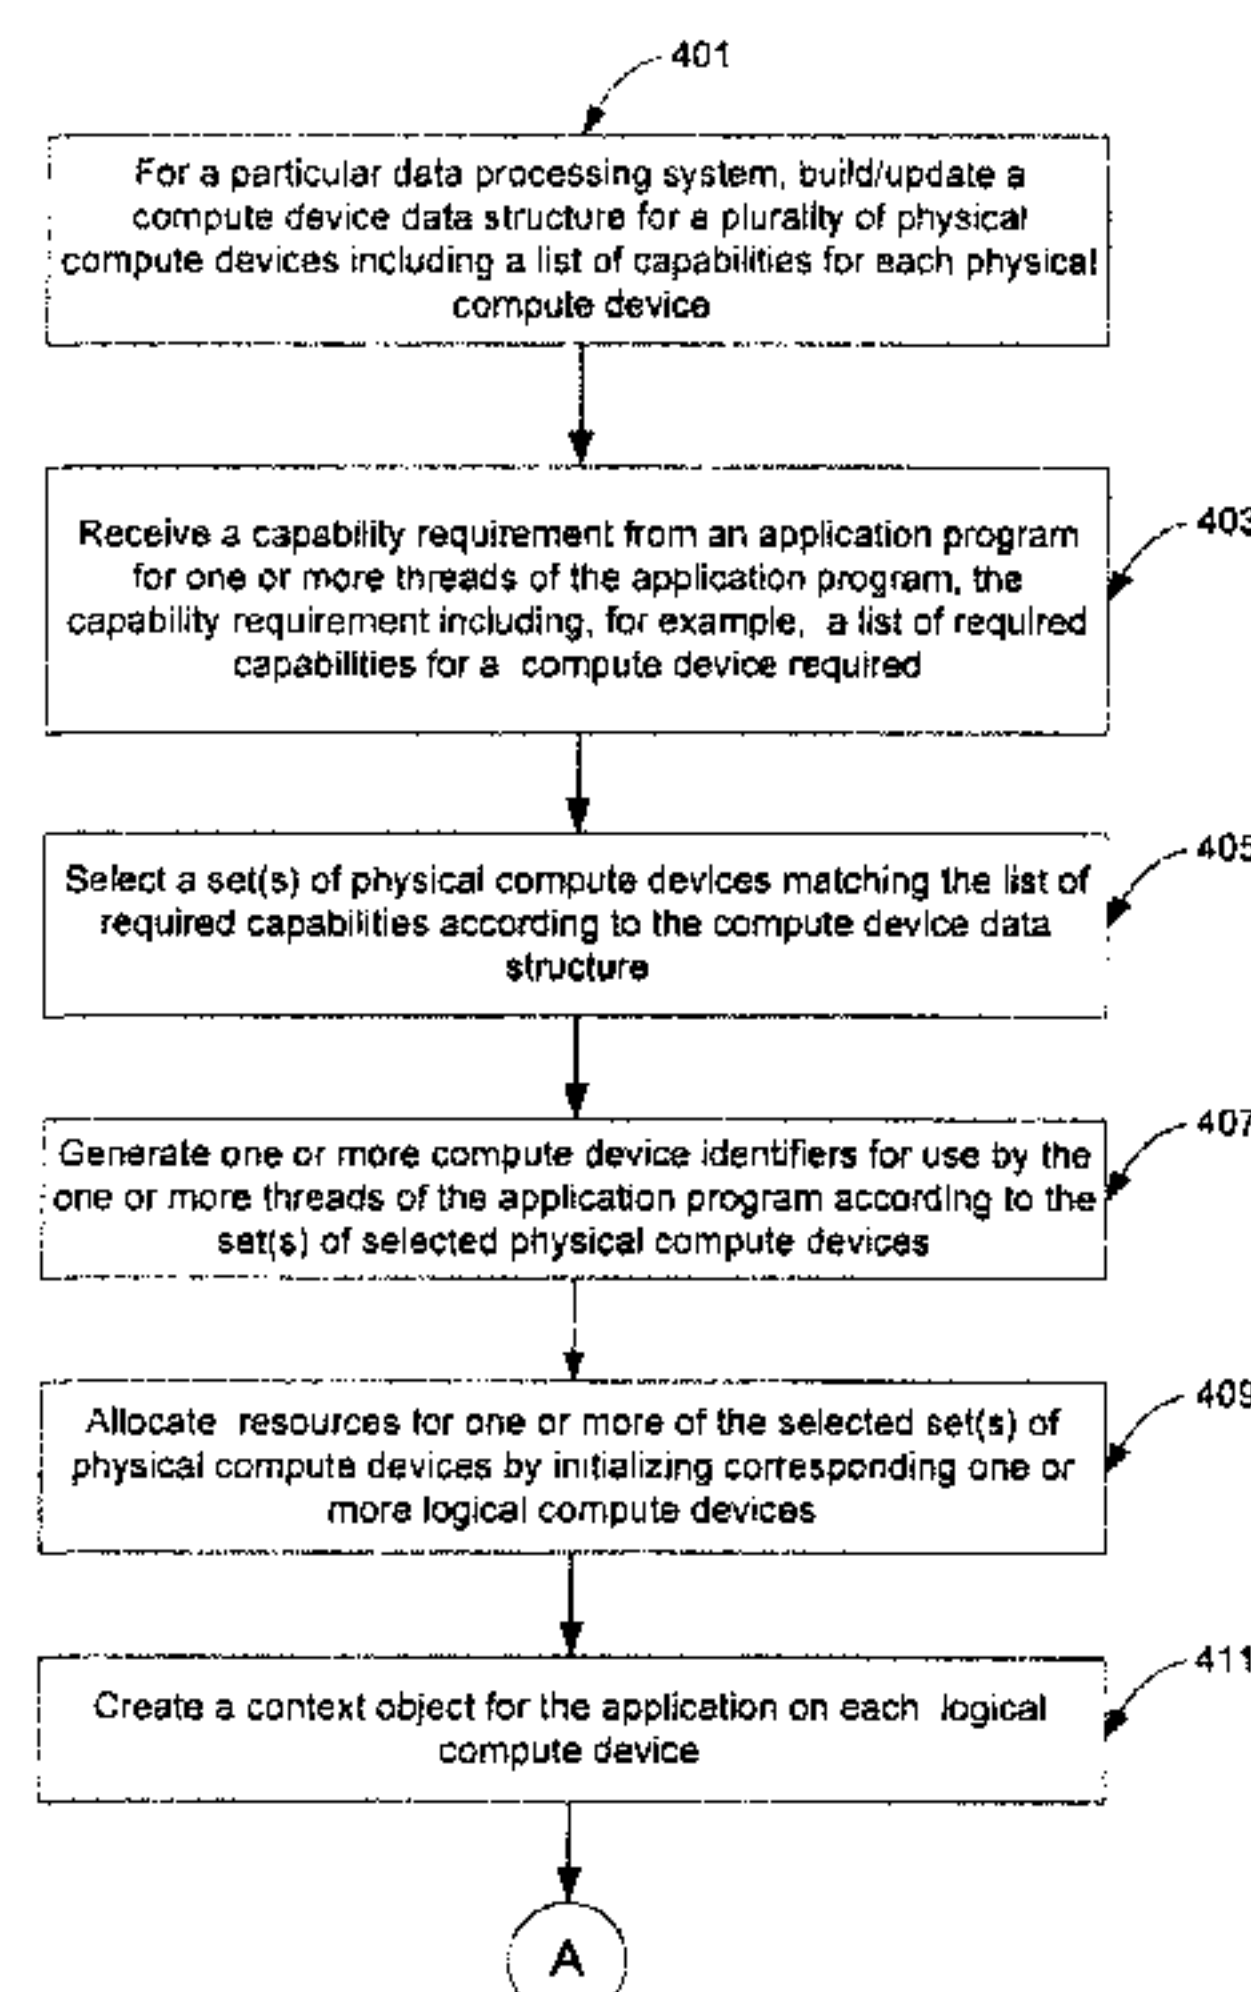 401
For a particular data processing system, build/update a
compute device data structure for a plurality of physical
compute devices including a list of capabilities for each physical
compute device
Receive a capability requirement from an application program
for one or more threads of the application program, the
capability requirement including, for example, a list of required
capabilities for a compute device required
403
Select a set(s) of physical compute devices matching the list of
required capabilities according to the compute device data
structure
405
Generate one or more compute device identifiers for use by the
one or more threads of the application program according to the
set(s) of selected physical compute devices
407
Allocate resources for one or more of the selected set(s) of
physical compute devices by initializing corresponding one or
more logical compute devices
409
Create a context object for the application on each logical
compute device
411
A